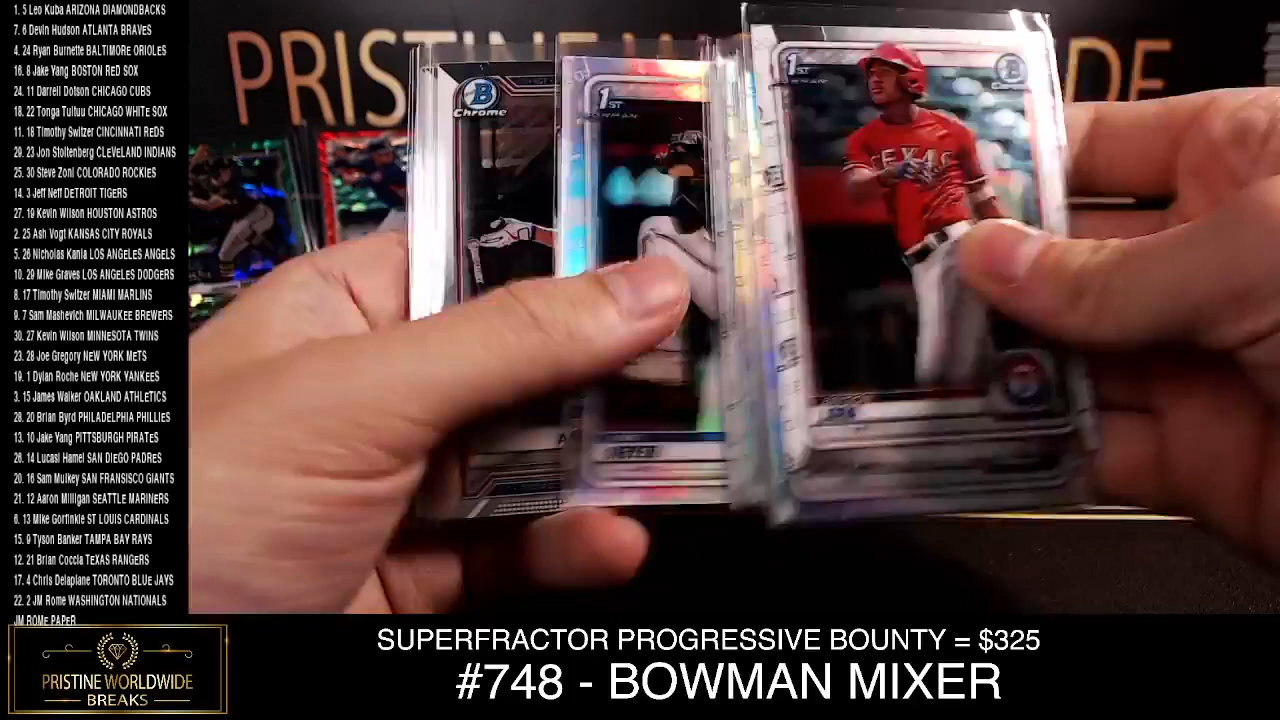 1. 5 Leo Kuba ARIZONA DIAMONDBACKS
7. 6 Devin Hudson ATLANTA BRAVES
4. 24 Ryan Burnette BALTIMORE ORIOLES
16. 8 Jake Yang BOSTON RED SOX
24. 11 Darrell Dotson CHICAGO CUBS
18. 22 Tonga Tuituu CHICAGO WHITE SOX
11. 18 Timothy Switzer CINCINNATI REDS
29. 23 Jon Stoltenberg CLEVELAND INDIANS
25. 30 Steve Zoni COLORADO ROCKIES
14. 3 Jeff Neff DETROIT TIGERS
27. 19 Kevin Wilson HOUSTON ASTROS
2. 25 Ash Vogt KANSAS CITY ROYALS
5. 26 Nicholas Kania LOS ANGELES ANGELS
10. 29 Mike Graves LOS ANGELES DODGERS
8. 17 Timothy Switzer MIAMI MARLINS
9. 7 Sam Mashevich MILWAUKEE BREWERS
30. 27 Kevin Wilson MINNESOTA TWINS
23. 28 Joe Gregory NEW YORK METS
19. 1 Dylan Roche NEW YORK YANKEES
3. 15 James Walker OAKLAND ATHLETICS
28. 20 Brian Byrd PHILADELPHIA PHILLIES
13. 10 Jake Yang PITTSBURGH PIRATES
26. 14 Lucasi Hamel SAN DIEGO PADRES
20. 16 Sam Mulkey SAN FRANSISCO GIANTS
21. 12 Aaron Milligan SEATTLE MARINERS
6. 13 Mike Gorfinkle ST LOUIS CARDINALS
15. 9 Tyson Banker TAMPA BAY RAYS
12. 21 Brian Coccia TEXAS RANGERS
17. 4 Chris Delaplane TORONTO BLUE JAYS
22. 2 JM Rome WASHINGTON NATIONALS
JM ROME PAPER
PRISTINE WORLDWIDE
BREAKS
PRISTINE W DE
B
Chrome
1ST
1ST
B
TEXAS
SUPERFRACTOR PROGRESSIVE BOUNTY = $325
#748 - BOWMAN MIXER